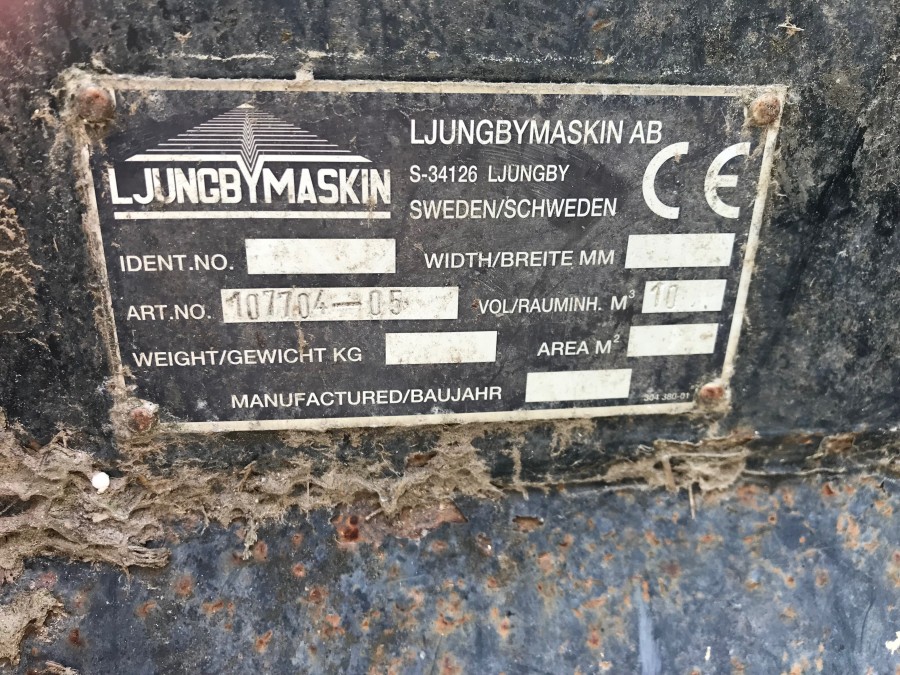 LJUNGBYMASKIN
LJUNGBYMASKIN AB
S-34126 LJUNGBY
SWEDEN/SCHWEDEN
CE
IDENT.NO.
WIDTH/BREITE MM
ART.NO. 107704-05
VOL/RAUMINH. M³ 10
WEIGHT/GEWICHT KG
AREA M²
MANUFACTURED/BAUJAHR
304 380-01